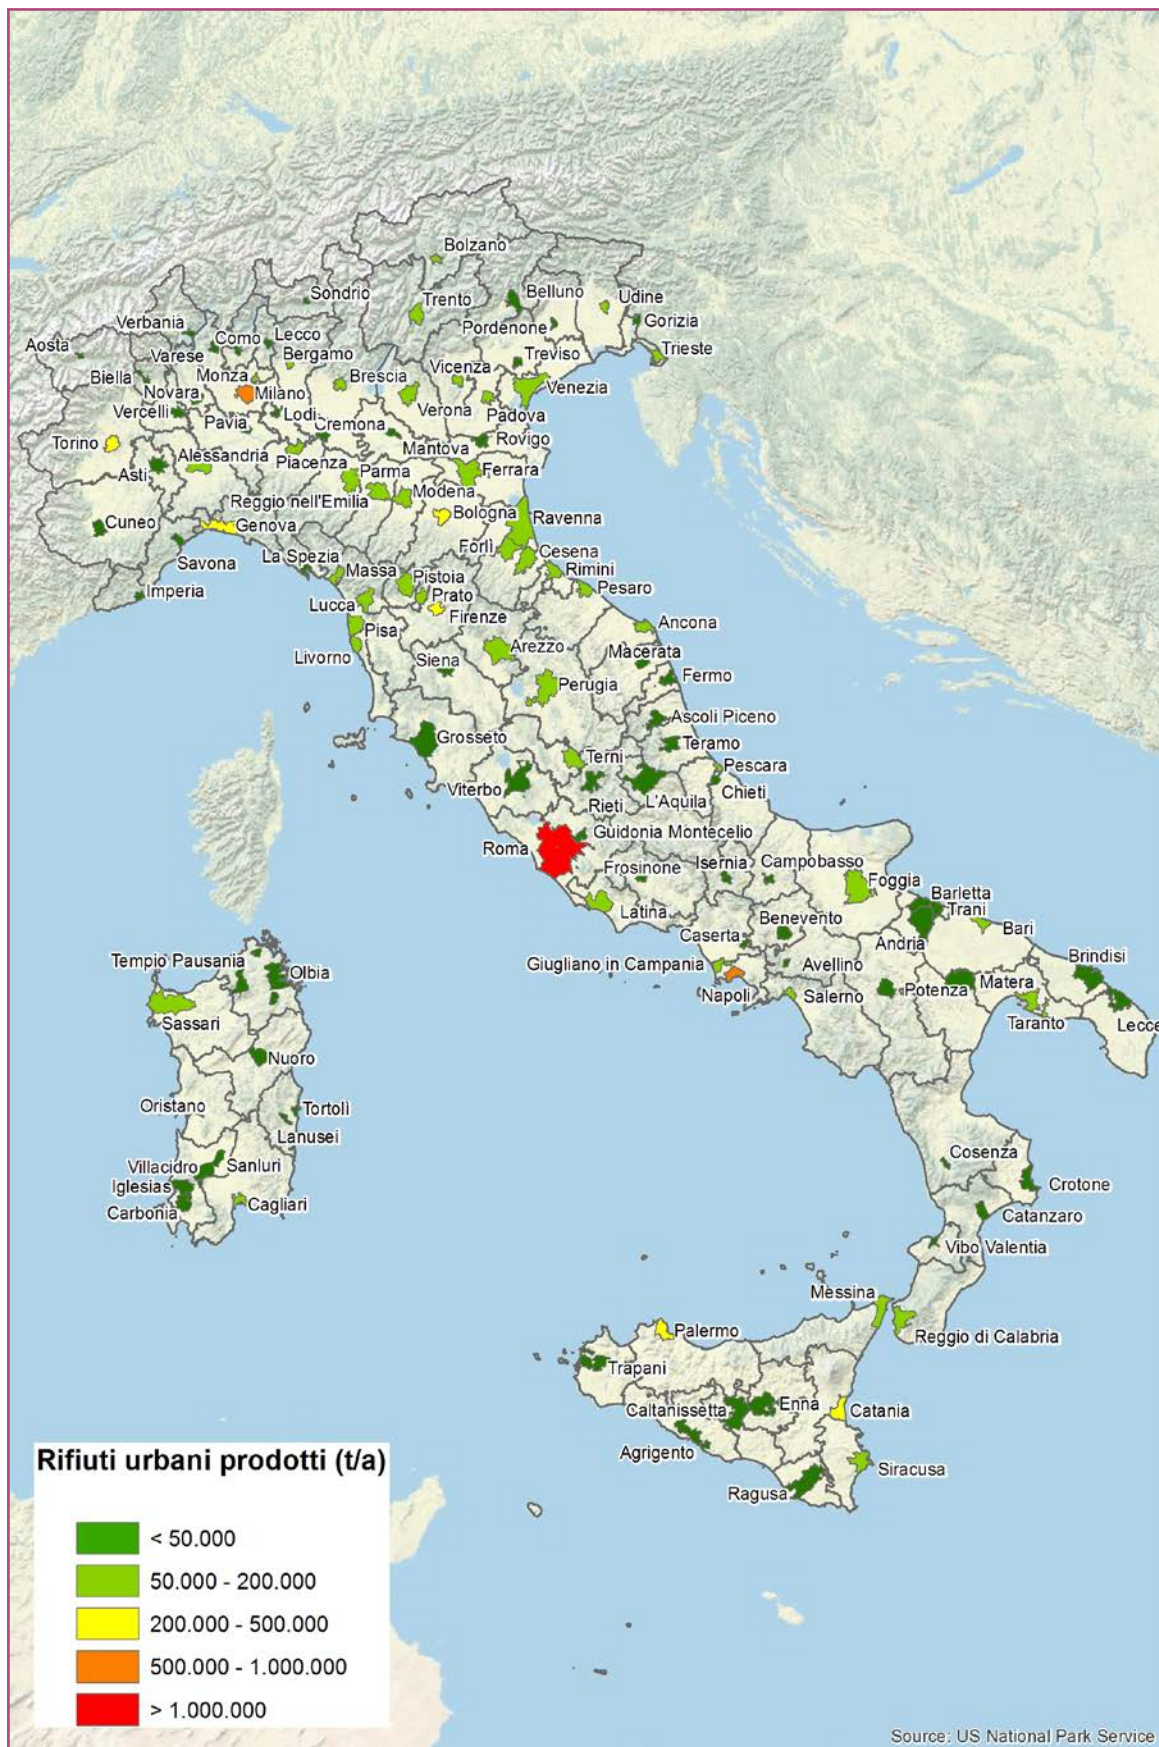 Bolzano
Sondrio
Trento
Belluno
Udine
Verbania
Como
Lecco
Pordenone
Gorizia
Aosta
Varese
Bergamo
Vicenza
Treviso
Trieste
Biella
Monza
Brescia
Venezia
Novara
Milano
Verona
Padova
Vercelli
Pavia
Lodi
Cremona
Torino
Mantova
Rovigo
Asti
Alessandria
Piacenza
Parma
Ferrara
Reggio nell'Emilia
Modena
Cuneo
Genova
Bologna
Ravenna
Savona
La Spezia
Forlì
Cesena
Imperia
Massa
Pistoia
Rimini
Prato
Pesaro
Lucca
Firenze
Pisa
Ancona
Livorno
Siena
Arezzo
Macerata
Fermo
Perugia
Grosseto
Ascoli Piceno
Terni
Teramo
Pescara
Viterbo
Rieti
L'Aquila
Chieti
Roma
Guidonia Montecelio
Frosinone
Isernia
Campobasso
Foggia
Barletta
Latina
Benevento
Trani
Bari
Caserta
Andria
Giugliano in Campania
Avellino
Brindisi
Tempio Pausania
Olbia
Napoli
Salerno
Potenza
Matera
Sassari
Taranto
Lecce
Nuoro
Oristano
Tortolì
Lanusei
Villacidro
Sanluri
Cosenza
Iglesias
Crotone
Carbonia
Cagliari
Catanzaro
Vibo Valentia
Messina
Palermo
Reggio di Calabria
Trapani
Caltanissetta
Enna
Catania
Agrigento
Siracusa
Ragusa
Rifiuti urbani prodotti (t/a)
< 50.000
50.000 - 200.000
200.000 - 500.000
500.000 - 1.000.000
> 1.000.000
Source: US National Park Service